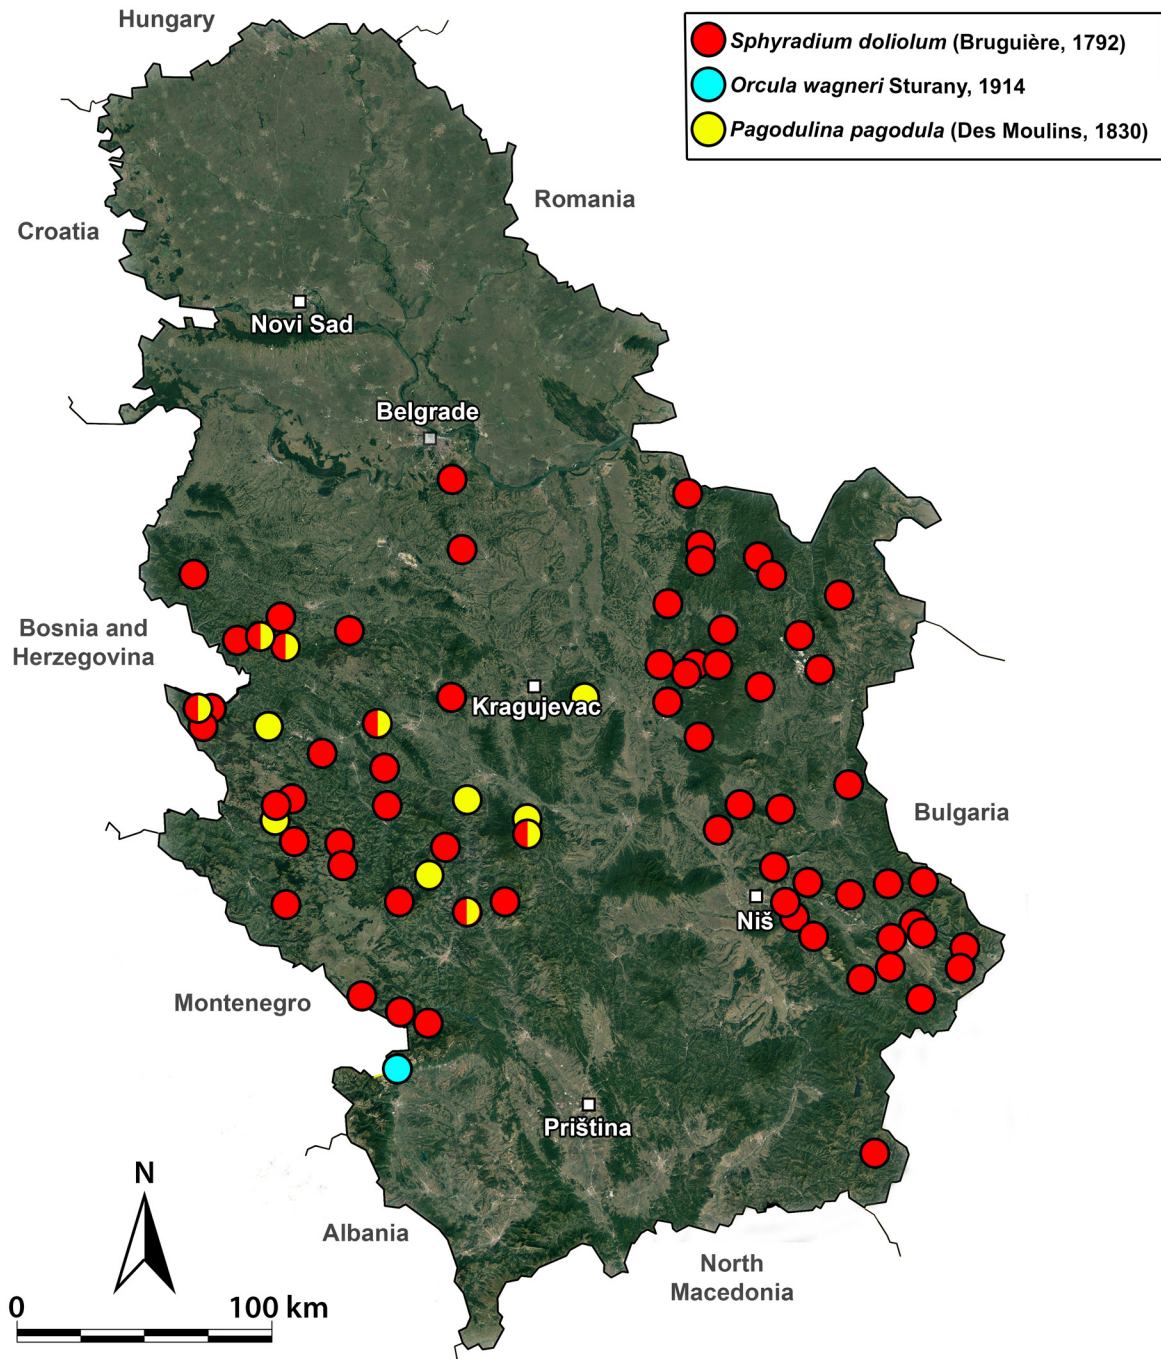 Hungary
Sphyradium doliolum (Bruguière, 1792)
Orcula wagneri Sturany, 1914
Pagodulina pagodula (Des Moulins, 1830)
Romania
Croatia
Novi Sad
Belgrade
Bosnia and
Herzegovina
Kragujevac
Bulgaria
Niš
Montenegro
Priština
N
Albania
North
Macedonia
0 100 km